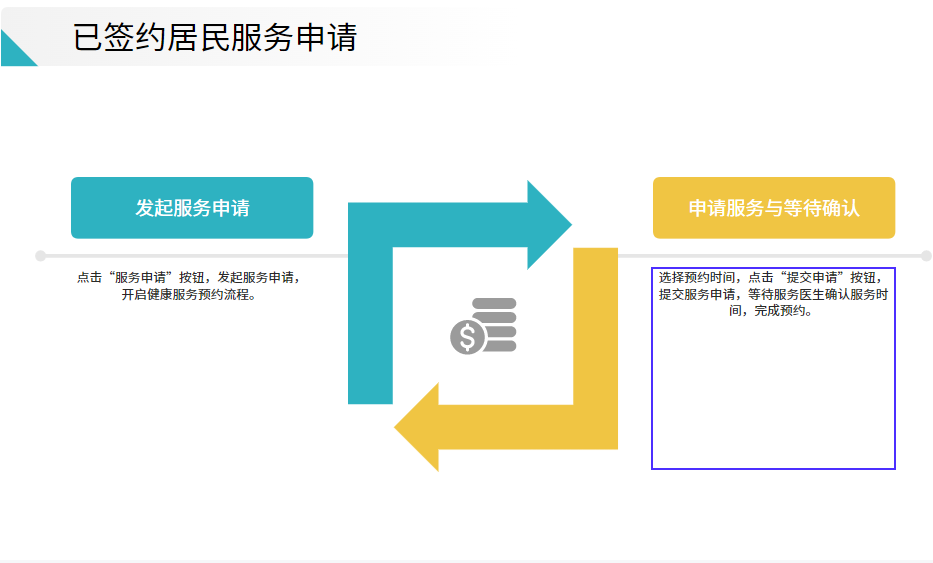 已签约居民服务申请
发起服务申请
点击“服务申请”按钮，发起服务申请，
开启健康服务预约流程。
$
申请服务与等待确认
选择预约时间，点击“提交申请”按钮，
提交服务申请，等待服务医生确认服务时
间，完成预约。